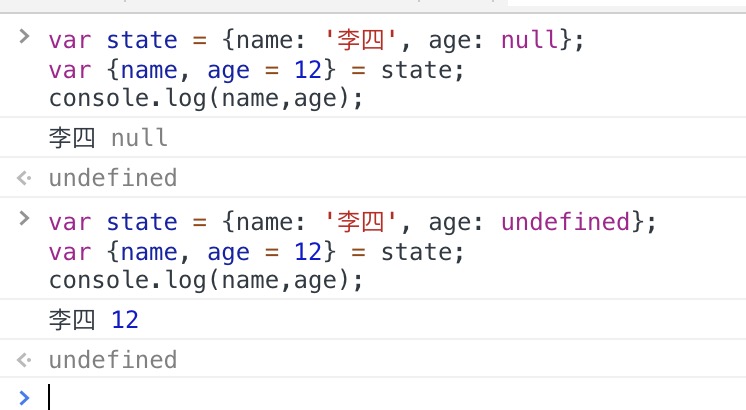 var state = {name: '李四', age: null};
var {name, age = 12} = state;
console.log(name,age);
李四 null
undefined
var state = {name: '李四', age: undefined};
var {name, age = 12} = state;
console.log(name,age);
李四 12
undefined